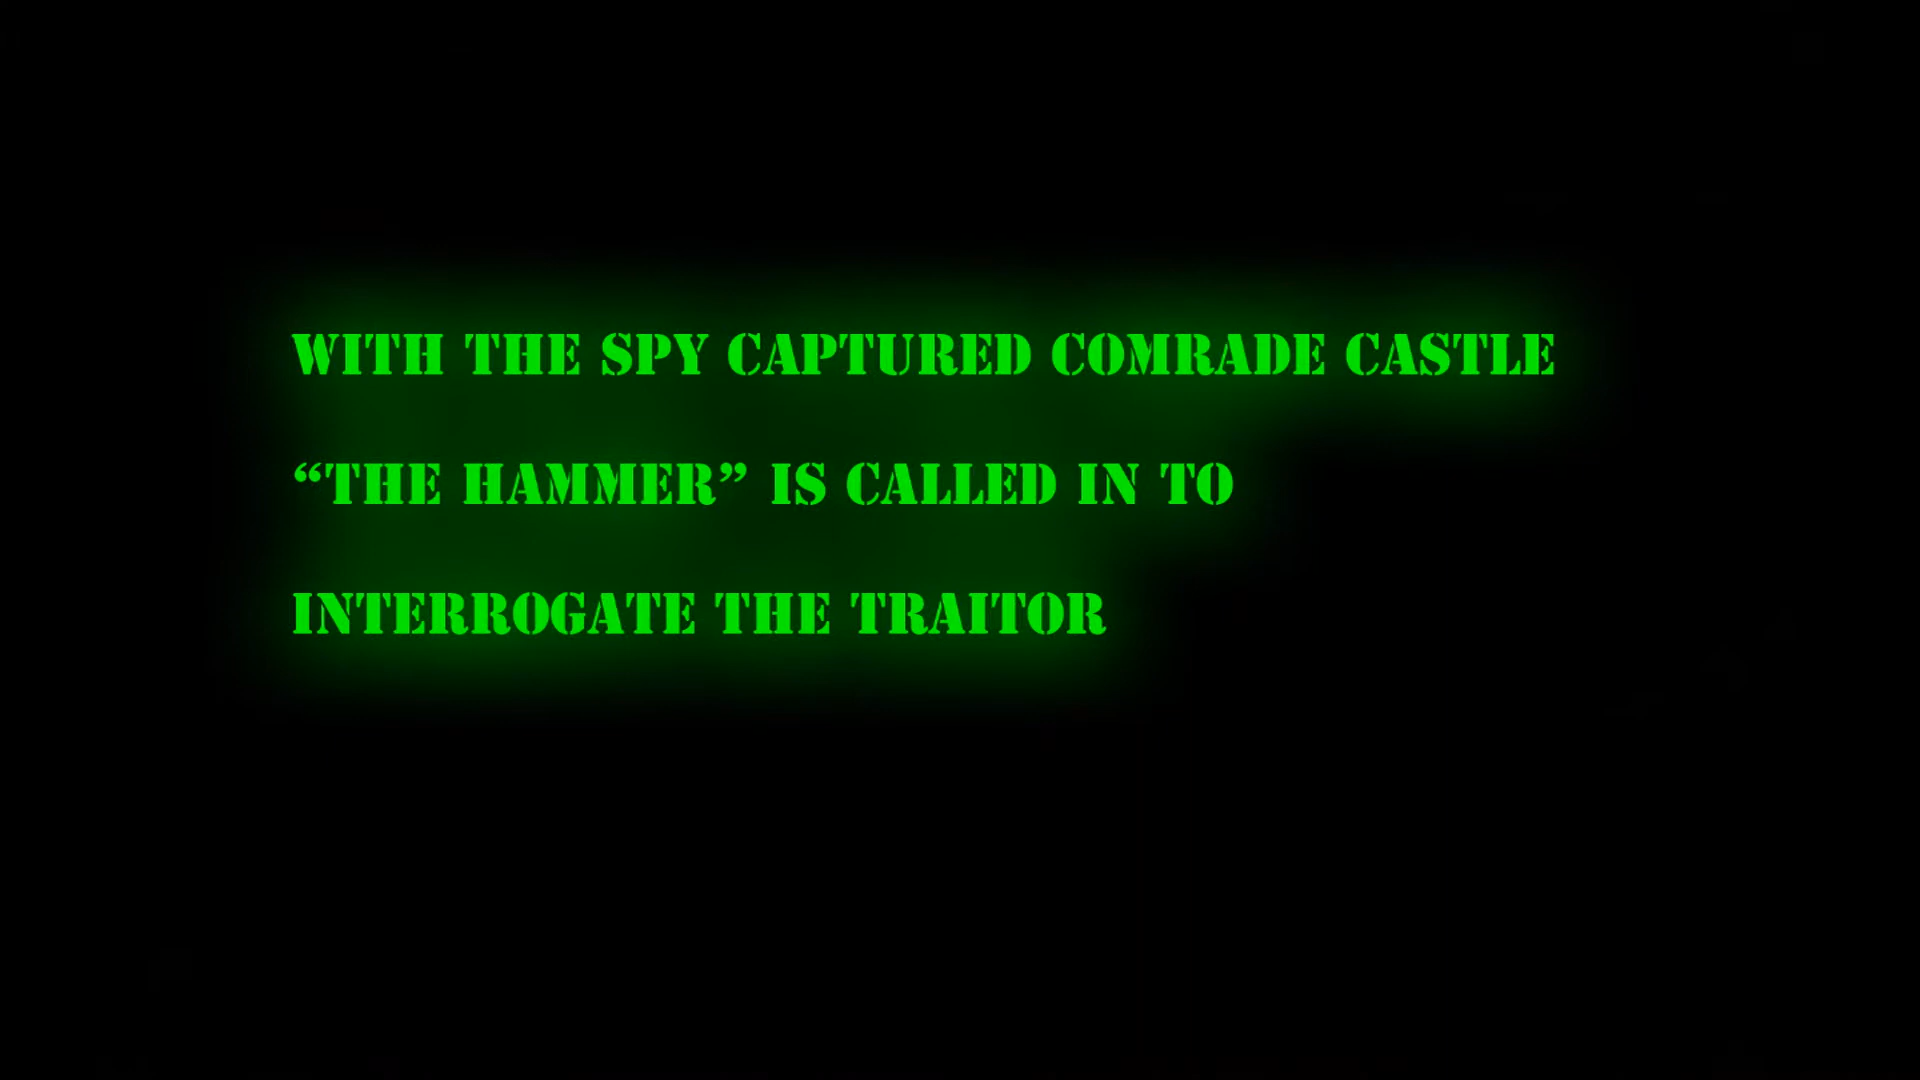 WITH THE SPY CAPTURED COMRADE CASTLE
“THE HAMMER” IS CALLED IN TO
INTERROGATE THE TRAITOR